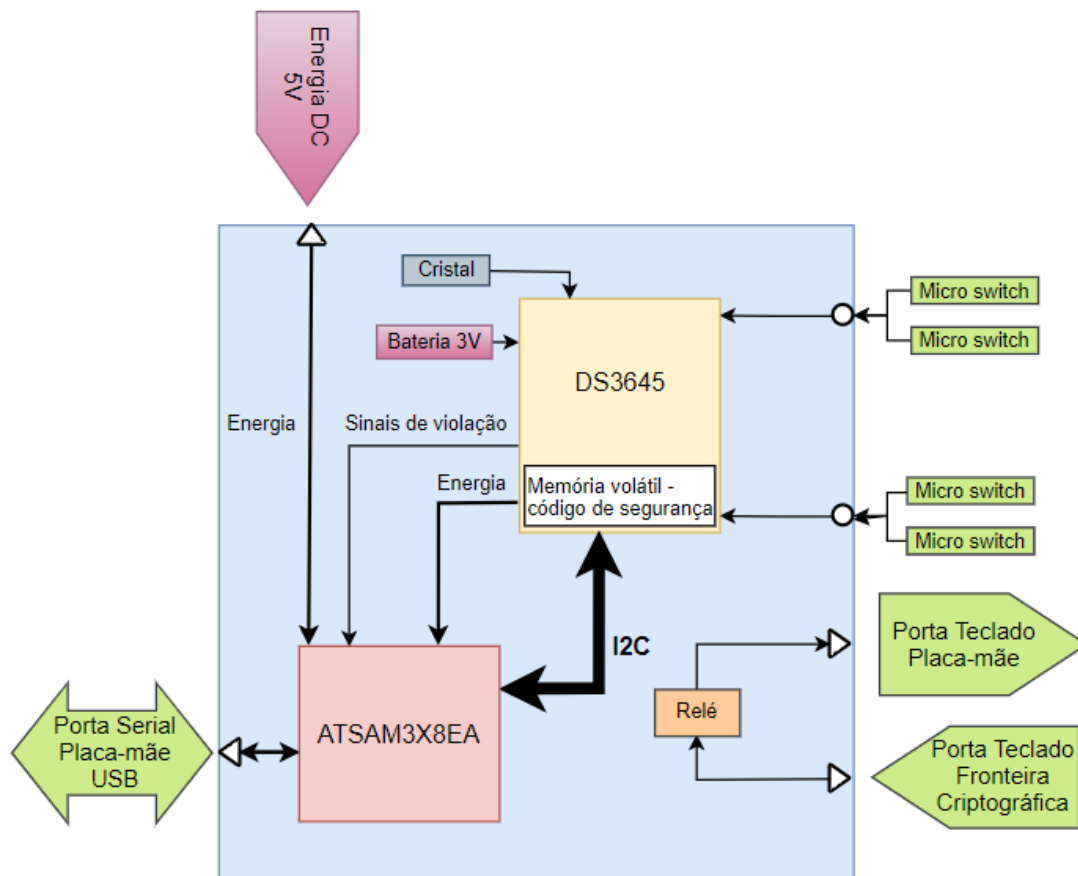 Energia DC
5V
Cristal
Micro switch
Bateria 3V
Micro switch
DS3645
Energia
Sinais de violação
Energia
Memória volátil -
código de segurança
Micro switch
Micro switch
I2C
Porta Teclado
Placa-mãe
Relé
Porta Serial
Placa-mãe
USB
ATSAM3X8EA
Porta Teclado
Fronteira
Criptográfica